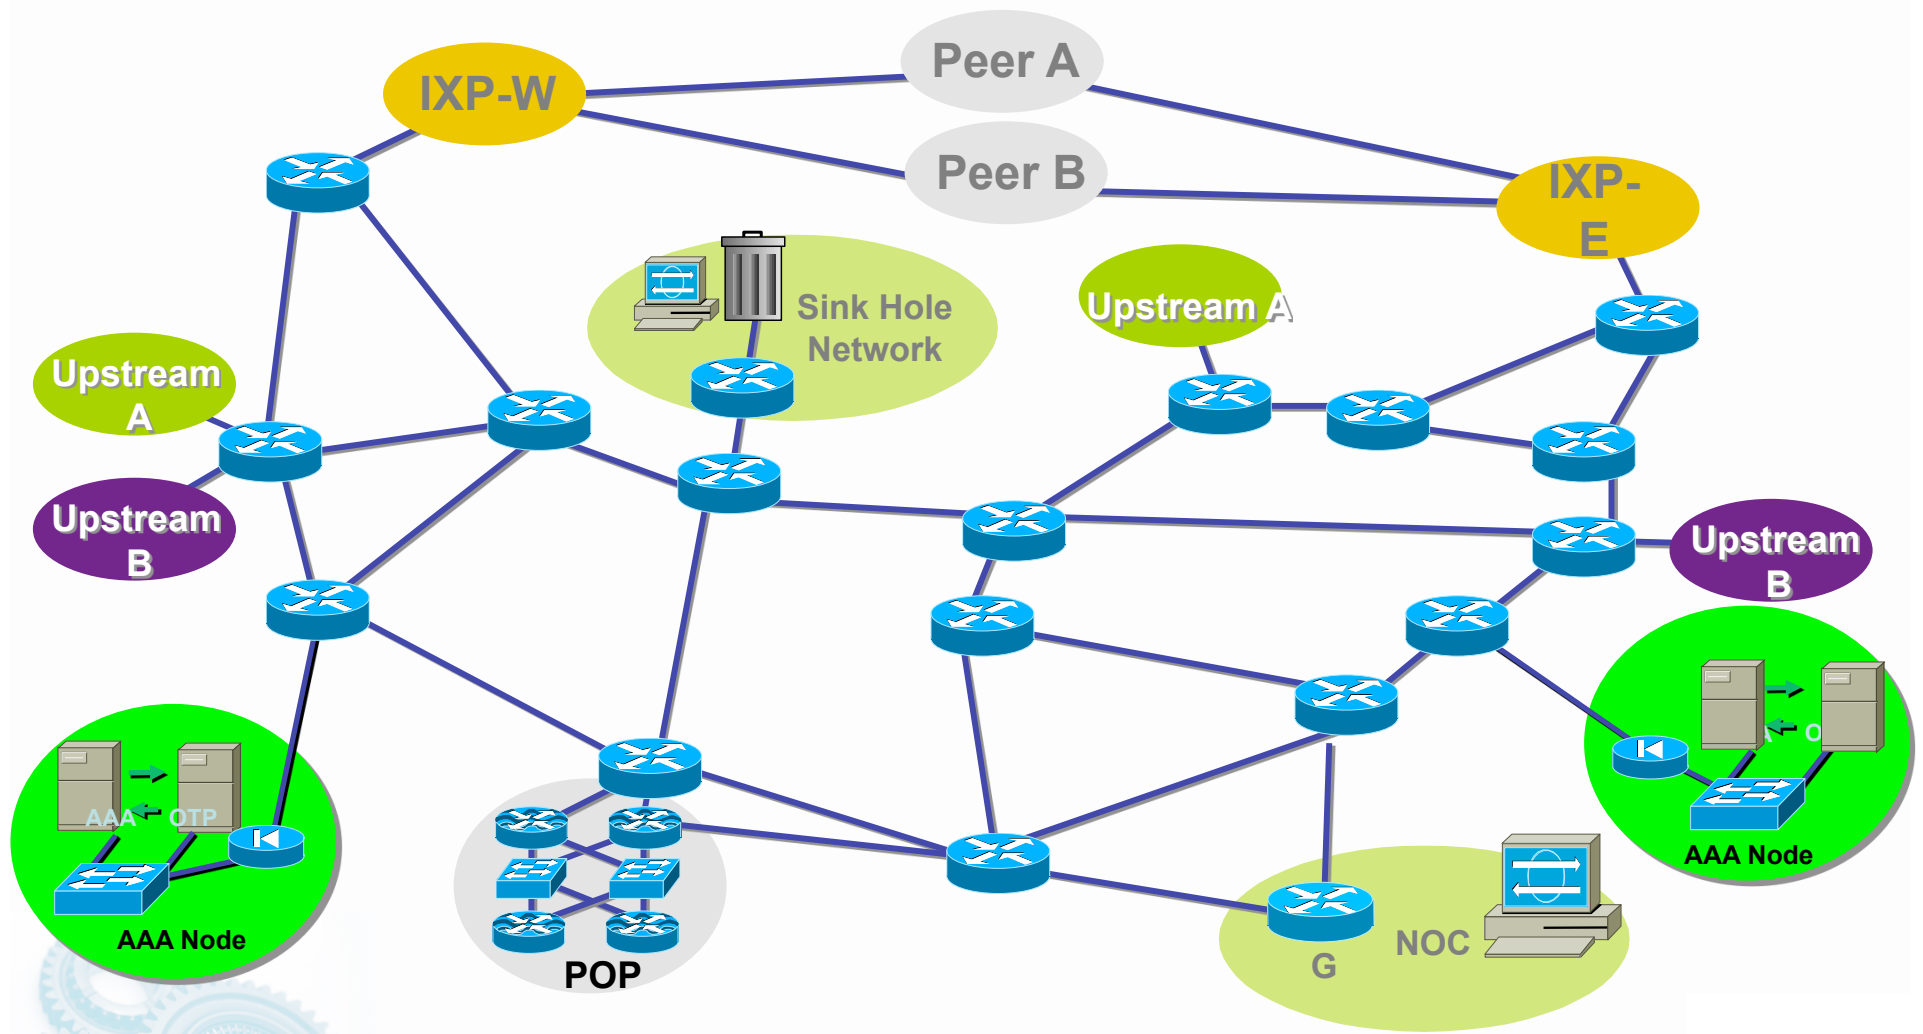 Peer A
IXP-W
Peer B
IXP-
E
Sink Hole
Network
Upstream A
Upstream
A
Upstream
B
Upstream
B
AAA OTP
AAA Node
AAA Node
POP
NOC
G